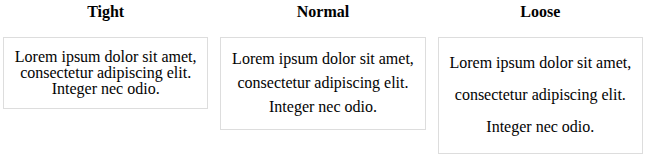 Tight
Lorem ipsum dolor sit amet,
consectetur adipiscing elit.
Integer nec odio.
Normal
Lorem ipsum dolor sit amet,
consectetur adipiscing elit.
Integer nec odio.
Loose
Lorem ipsum dolor sit amet,
consectetur adipiscing elit.
Integer nec odio.